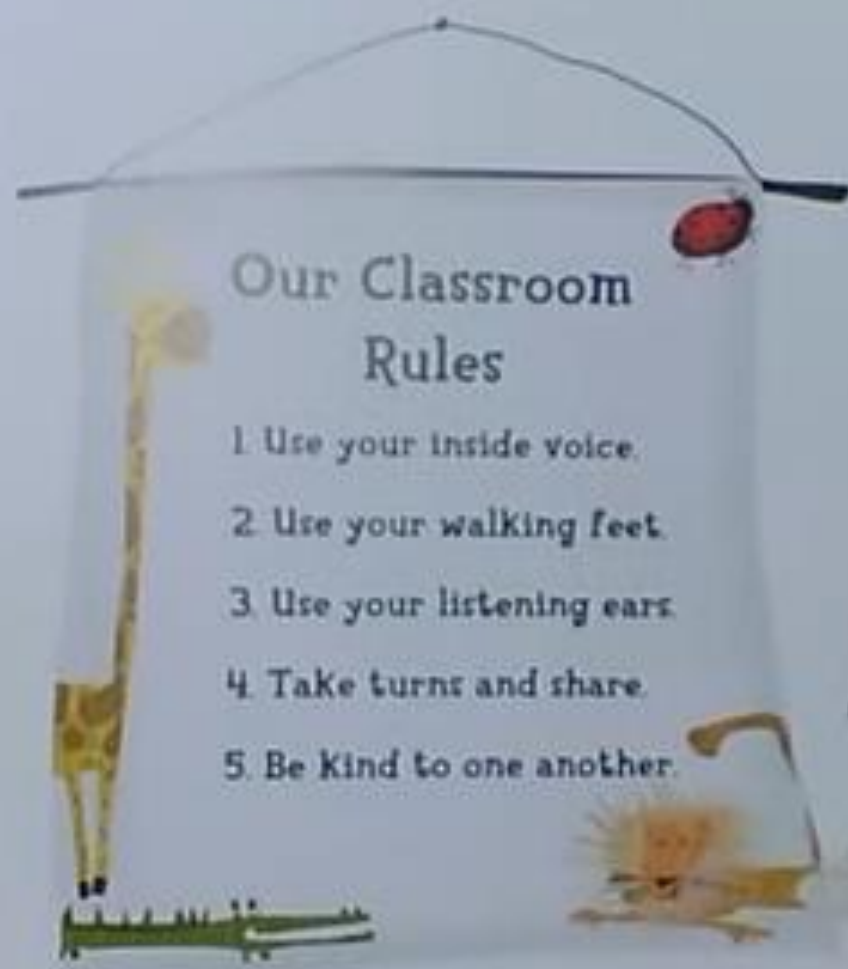 Our Classroom
Rules
1. Use your inside voice.
2. Use your walking feet.
3. Use your listening ears.
4. Take turns and share.
5. Be kind to one another.